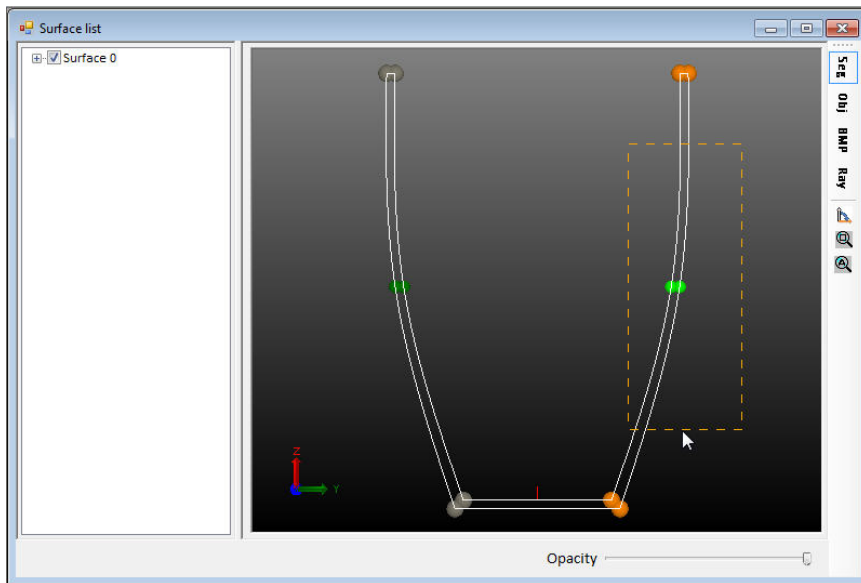 Surface list
Surface 0
Seg
Obj
BMP
Ray
Z
Y
Opacity